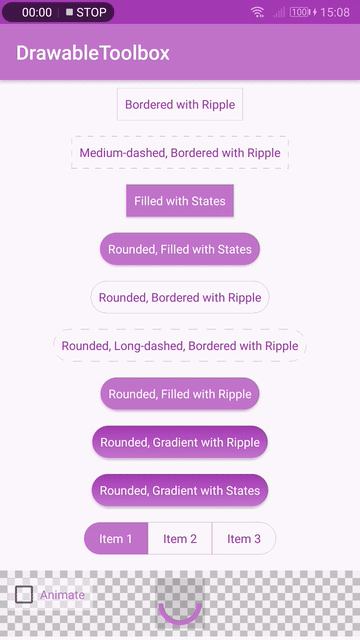 00:00 STOP 100 15:08
DrawableToolbox
Bordered with Ripple
Medium-dashed, Bordered with Ripple
Filled with States
Rounded, Filled with States
Rounded, Bordered with Ripple
Rounded, Long-dashed, Bordered with Ripple
Rounded, Filled with Ripple
Rounded, Gradient with Ripple
Rounded, Gradient with States
Item 1 Item 2 Item 3
Animate